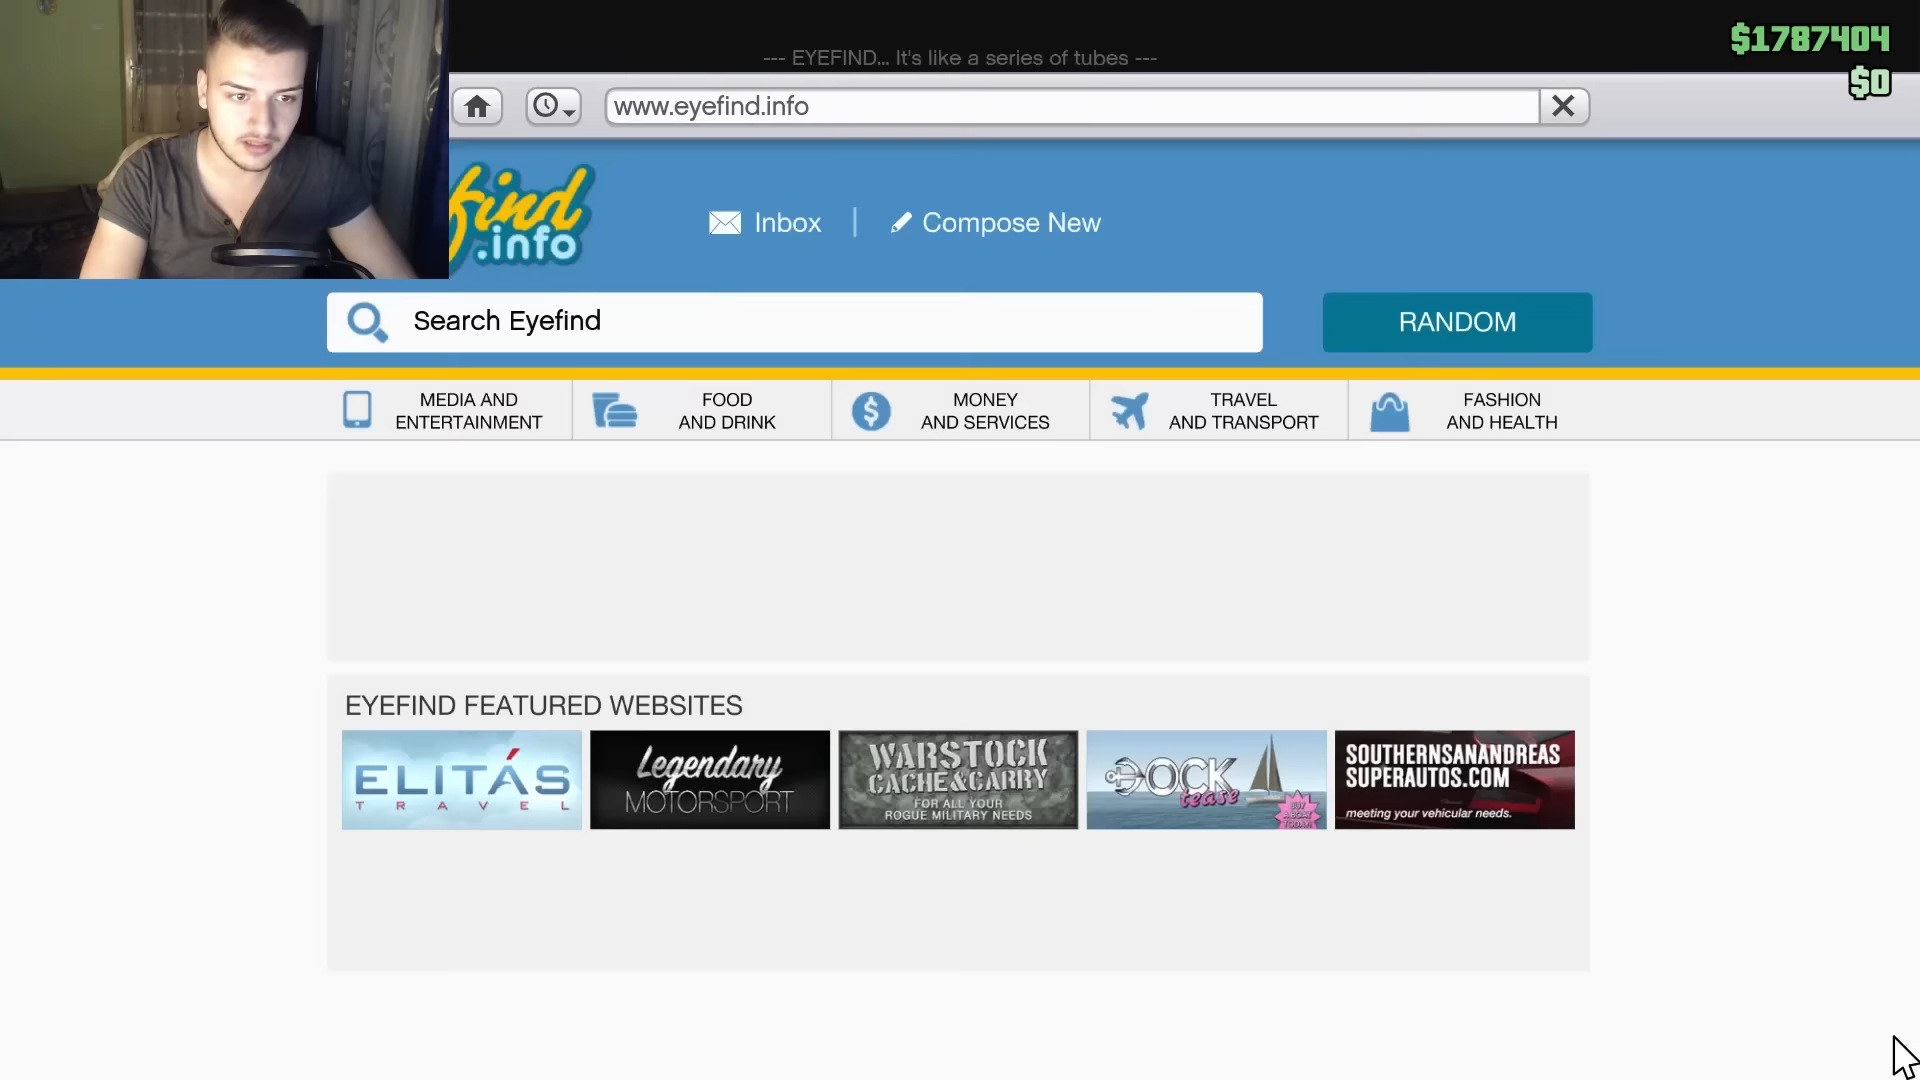 --- EYEFIND... It's like a series of tubes ---
$1787404
$0
www.eyefind.info
find
.info
Inbox
Compose New
Search Eyefind
RANDOM
MEDIA AND
ENTERTAINMENT
FOOD
AND DRINK
MONEY
AND SERVICES
TRAVEL
AND TRANSPORT
FASHION
AND HEALTH
EYEFIND FEATURED WEBSITES
ELITÁS
TRAVEL
Legendary
MOTORSPORT
WARSTOCK
CACHE&CARRY
FOR ALL YOUR
ROGUE MILITARY NEEDS
DOCK
tease
BUY
A BOAT
TODAY!
SOUTHERNSANANDREAS
SUPERAUTOS.COM
meeting your vehicular needs.